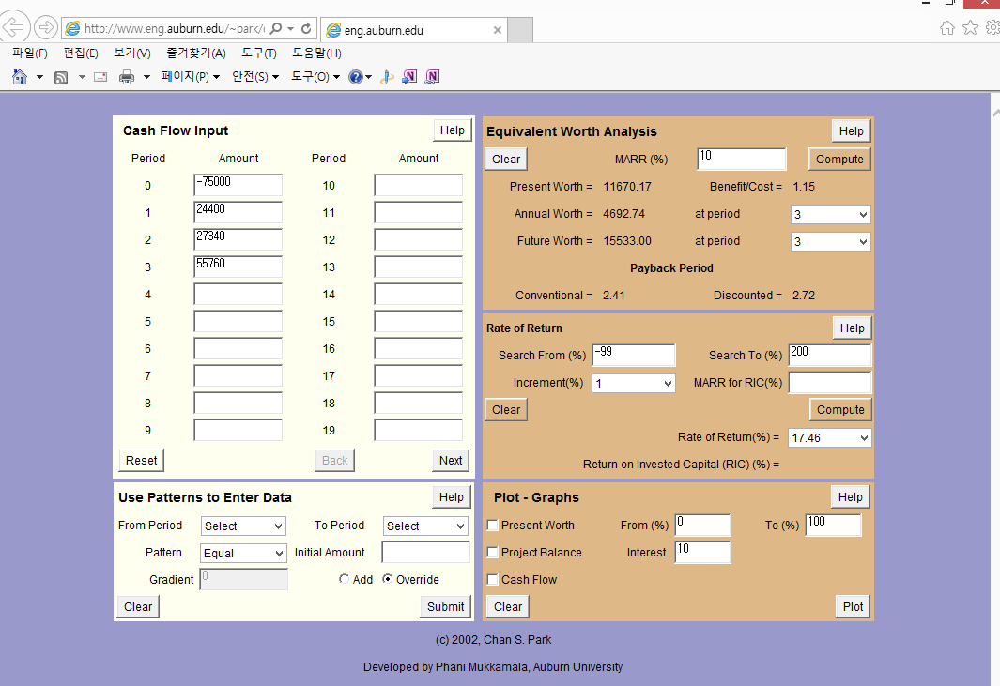 http://www.eng.auburn.edu/~park/
eng.auburn.edu
파일(F) 편집(E) 보기(V) 즐겨찾기(A) 도구(T) 도움말(H)
페이지(P) 안전(S) 도구(O)
Cash Flow Input Help
Period Amount Period Amount
0 -75000 10
1 24400 11
2 27340 12
3 55760 13
4 14
5 15
6 16
7 17
8 18
9 19
Reset Back Next
Use Patterns to Enter Data Help
From Period Select To Period Select
Pattern Equal Initial Amount
Gradient 0 Add Override
Clear Submit
Equivalent Worth Analysis Help
Clear MARR (%) 10 Compute
Present Worth = 11670.17 Benefit/Cost = 1.15
Annual Worth = 4692.74 at period 3
Future Worth = 15533.00 at period 3
Payback Period
Conventional = 2.41 Discounted = 2.72
Rate of Return Help
Search From (%) -99 Search To (%) 200
Increment(%) 1 MARR for RIC(%)
Clear Compute
Rate of Return(%) = 17.46
Return on Invested Capital (RIC) (%) =
Plot - Graphs Help
Present Worth From (%) 0 To (%) 100
Project Balance Interest 10
Cash Flow
Clear Plot
(c) 2002, Chan S. Park
Developed by Phani Mukkamala, Auburn University